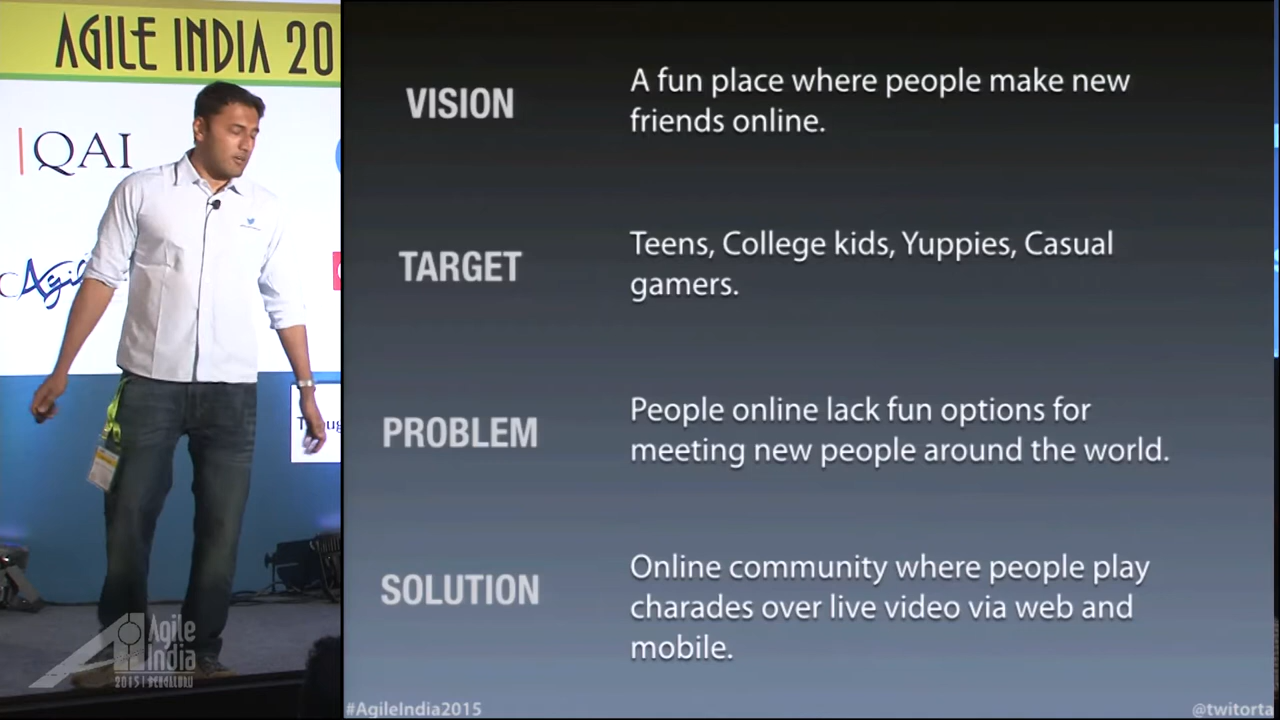 AGILE INDIA 20
QAI
Agile
India
2015 | BENGALURU
VISION
A fun place where people make new
friends online.
TARGET
Teens, College kids, Yuppies, Casual
gamers.
PROBLEM
People online lack fun options for
meeting new people around the world.
SOLUTION
Online community where people play
charades over live video via web and
mobile.
#AgileIndia2015
@twitorta